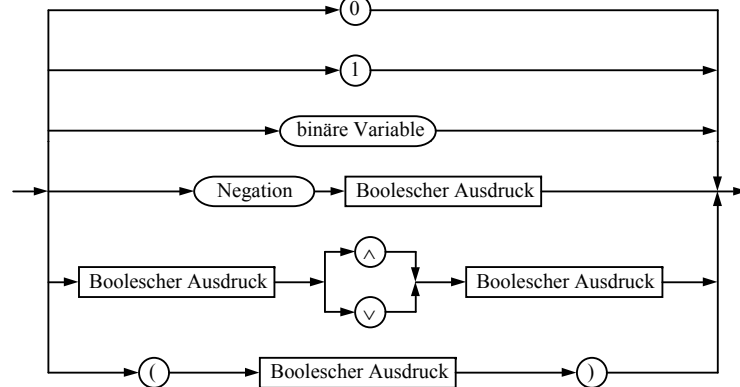 0
1
binäre Variable
Negation Boolescher Ausdruck
∧
Boolescher Ausdruck Boolescher Ausdruck
∨
( Boolescher Ausdruck )